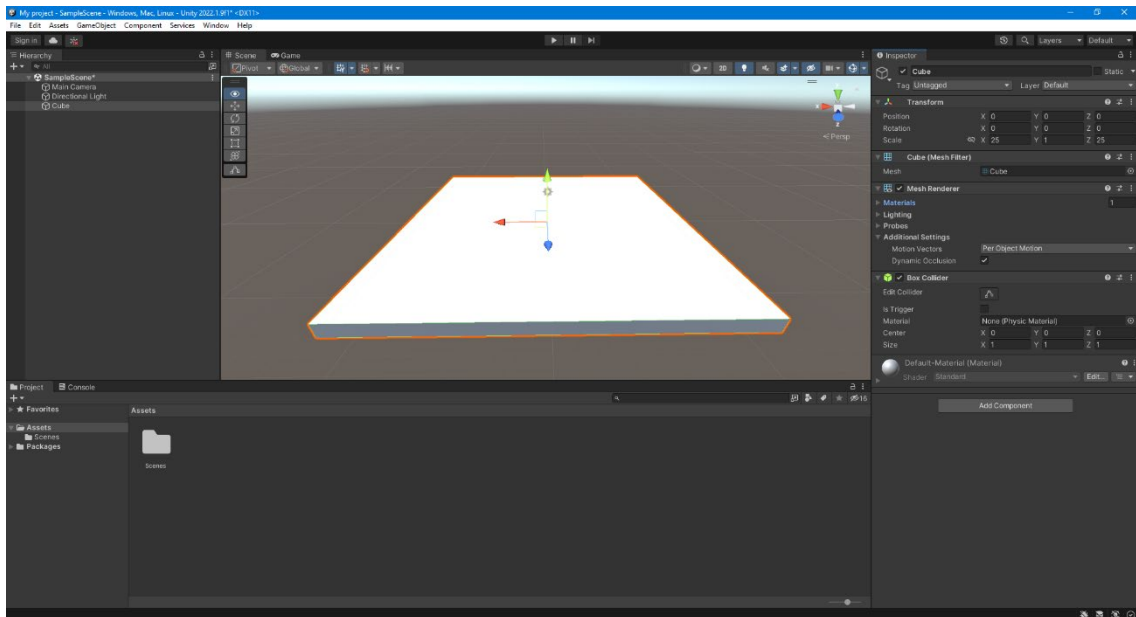 My project - SampleScene - Windows, Mac, Linux - Unity 2022.1.9f1* <DX11>
File Edit Assets GameObject Component Services Window Help
Sign in
Layers Default
Hierarchy
All
SampleScene*
Main Camera
Directional Light
Cube
Scene Game
Pivot Global 2D
y
x
z
Persp
Inspector
Cube Static
Tag Untagged Layer Default
Transform
Position X 0 Y 0 Z 0
Rotation X 0 Y 0 Z 0
Scale X 25 Y 1 Z 25
Cube (Mesh Filter)
Mesh Cube
Mesh Renderer
Materials 1
Lighting
Probes
Additional Settings
Motion Vectors Per Object Motion
Dynamic Occlusion
Box Collider
Edit Collider
Is Trigger
Material None (Physic Material)
Center X 0 Y 0 Z 0
Size X 1 Y 1 Z 1
Default-Material (Material)
Shader Standard Edit...
Add Component
Project Console
16
Favorites
Assets
Scenes
Packages
Assets
Scenes